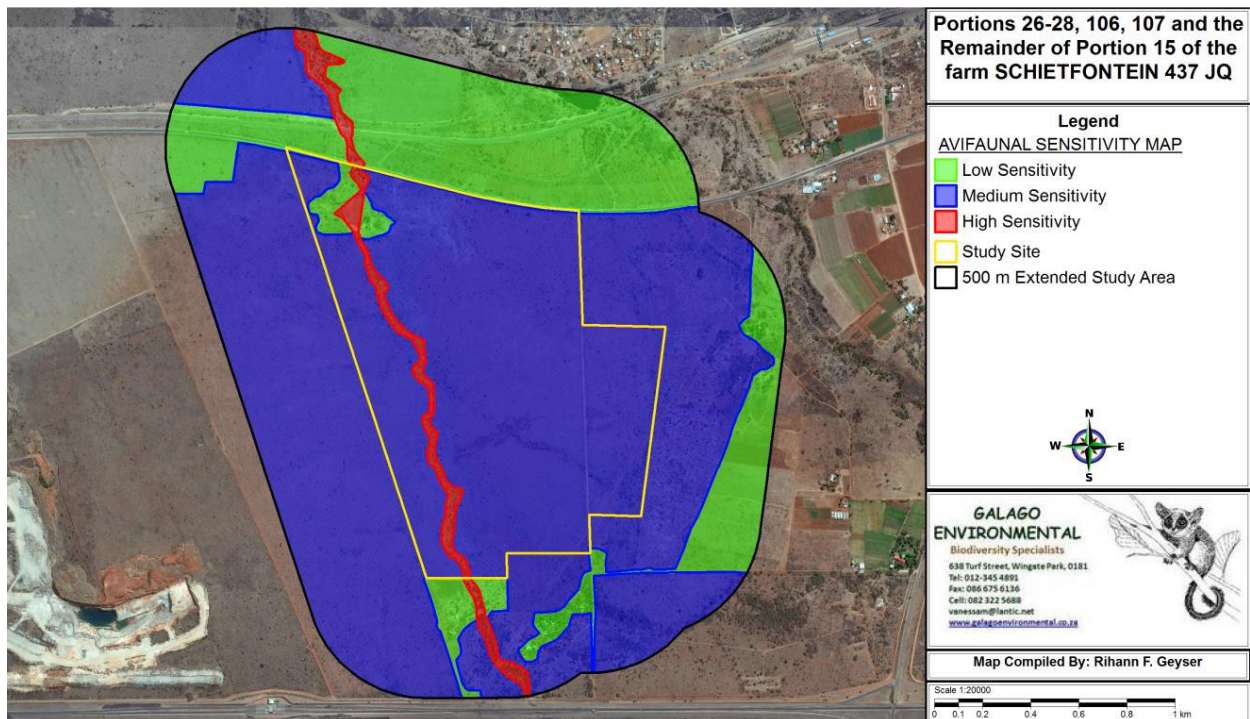 Portions 26-28, 106, 107 and the
Remainder of Portion 15 of the
farm SCHIETFONTEIN 437 JQ
Legend
AVIFAUNAL SENSITIVITY MAP
Low Sensitivity
Medium Sensitivity
High Sensitivity
Study Site
500 m Extended Study Area
N
W E
S
GALAGO
ENVIRONMENTAL
Biodiversity Specialists
638 Turf Street, Wingate Park, 0181
Tel: 012-345 4891
Fax: 086 675 6136
Cell: 082 322 5688
vanessam@lantic.net
www.galagoenvironmental.co.za
Map Compiled By: Rihann F. Geyser
Scale 1:20000
0 0.1 0.2 0.4 0.6 0.8 1 km